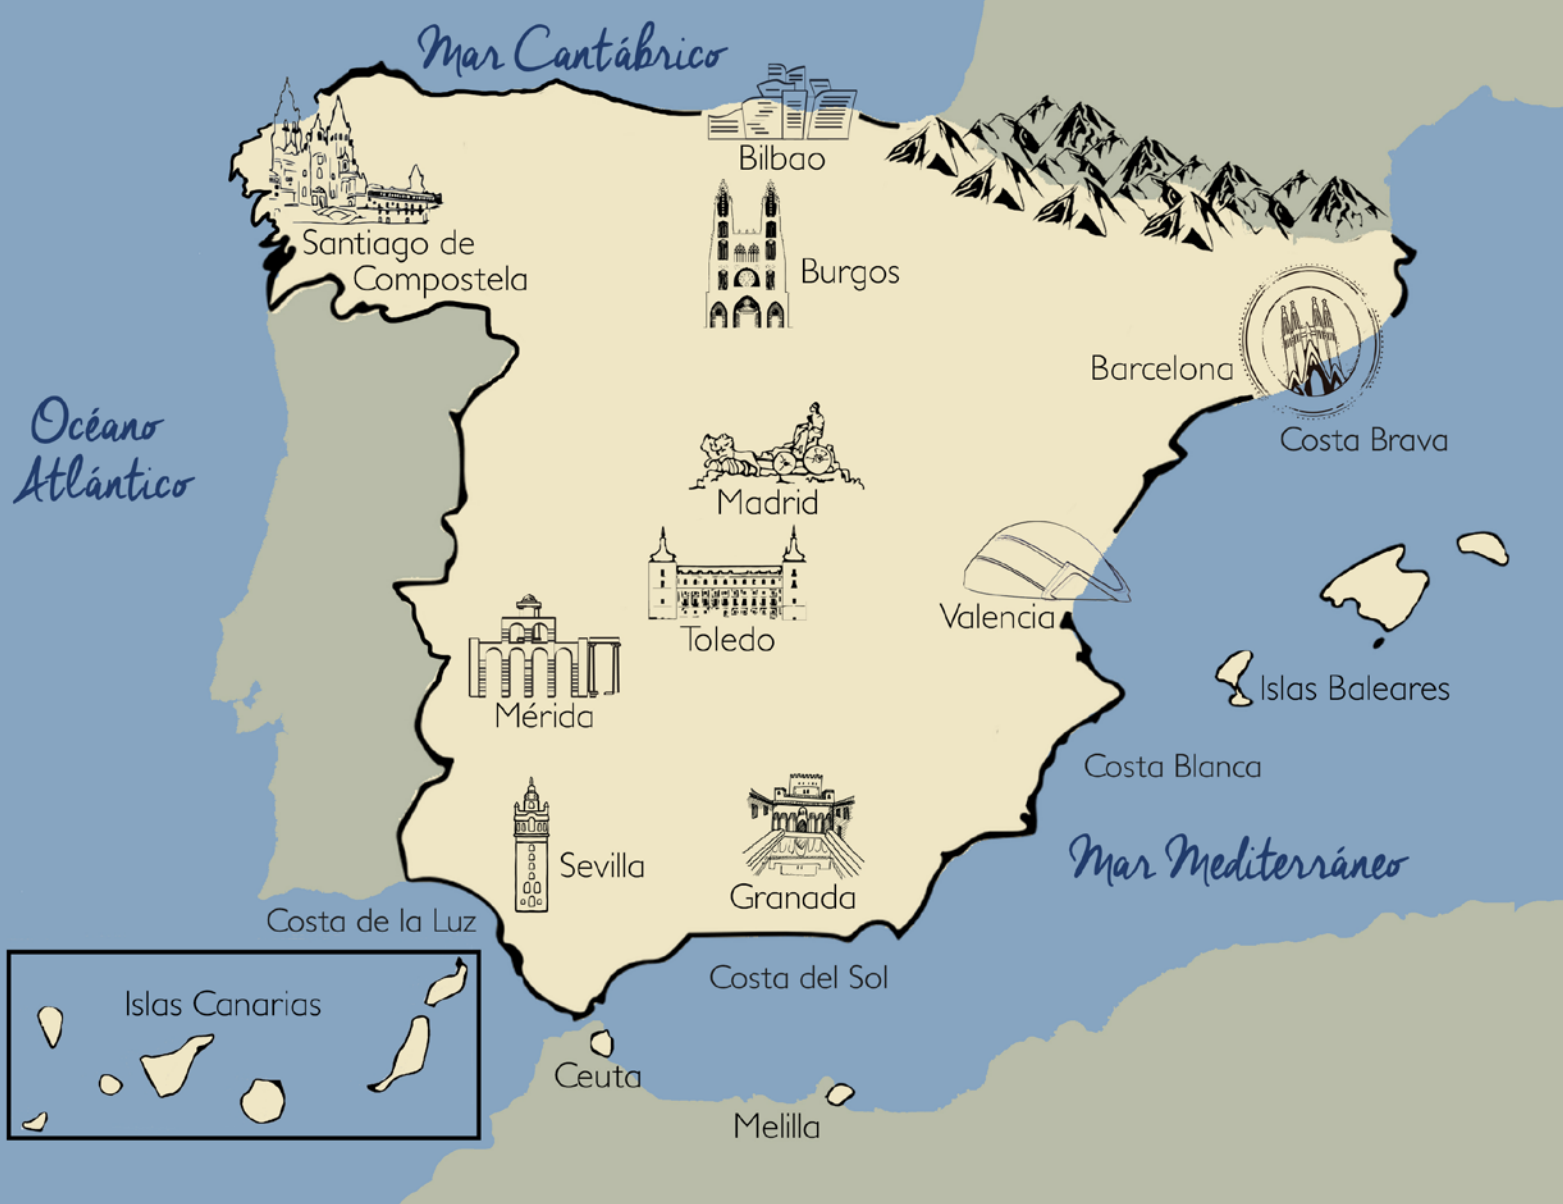 Mar Cantábrico
Bilbao
Santiago de
Compostela
Burgos
Barcelona
Océano
Atlántico
Costa Brava
Madrid
Valencia
Toledo
Islas Baleares
Mérida
Costa Blanca
Mar Mediterráneo
Sevilla
Granada
Costa de la Luz
Costa del Sol
Islas Canarias
Ceuta
Melilla